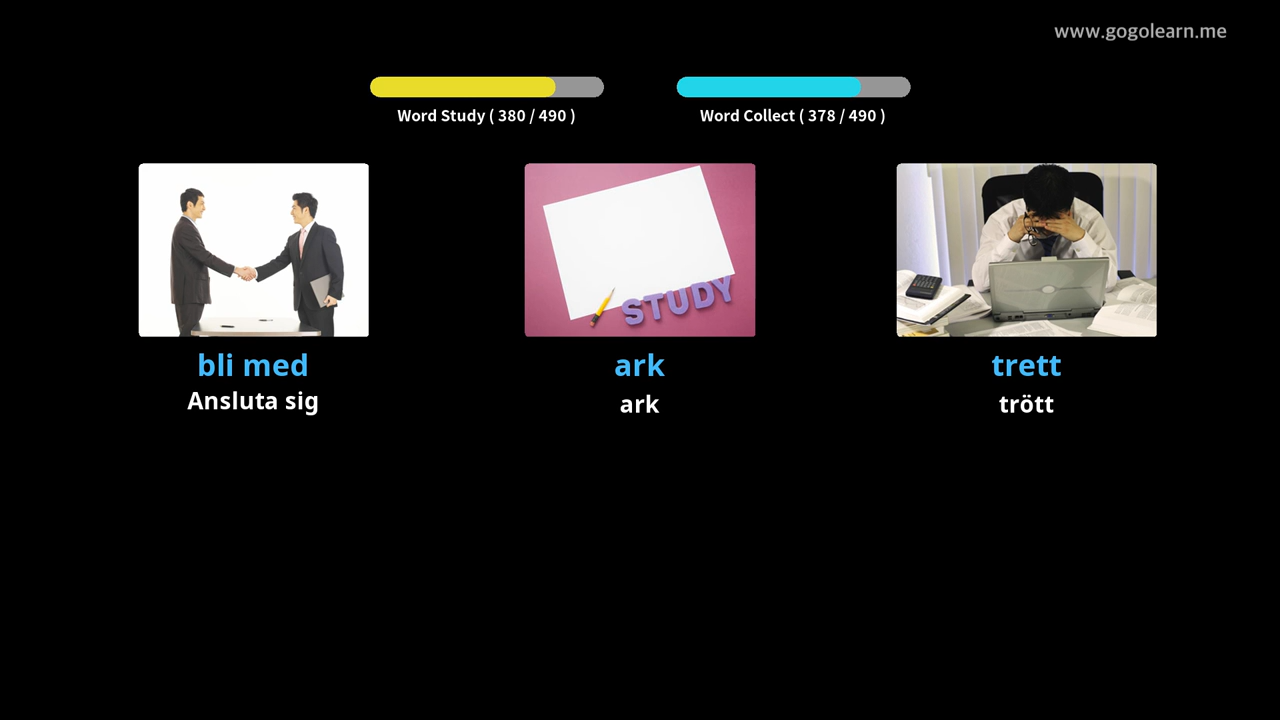 www.gogolearn.me
Word Study ( 380 / 490 )
Word Collect ( 378 / 490 )
STUDY
bli med
Ansluta sig
ark
ark
trett
trött